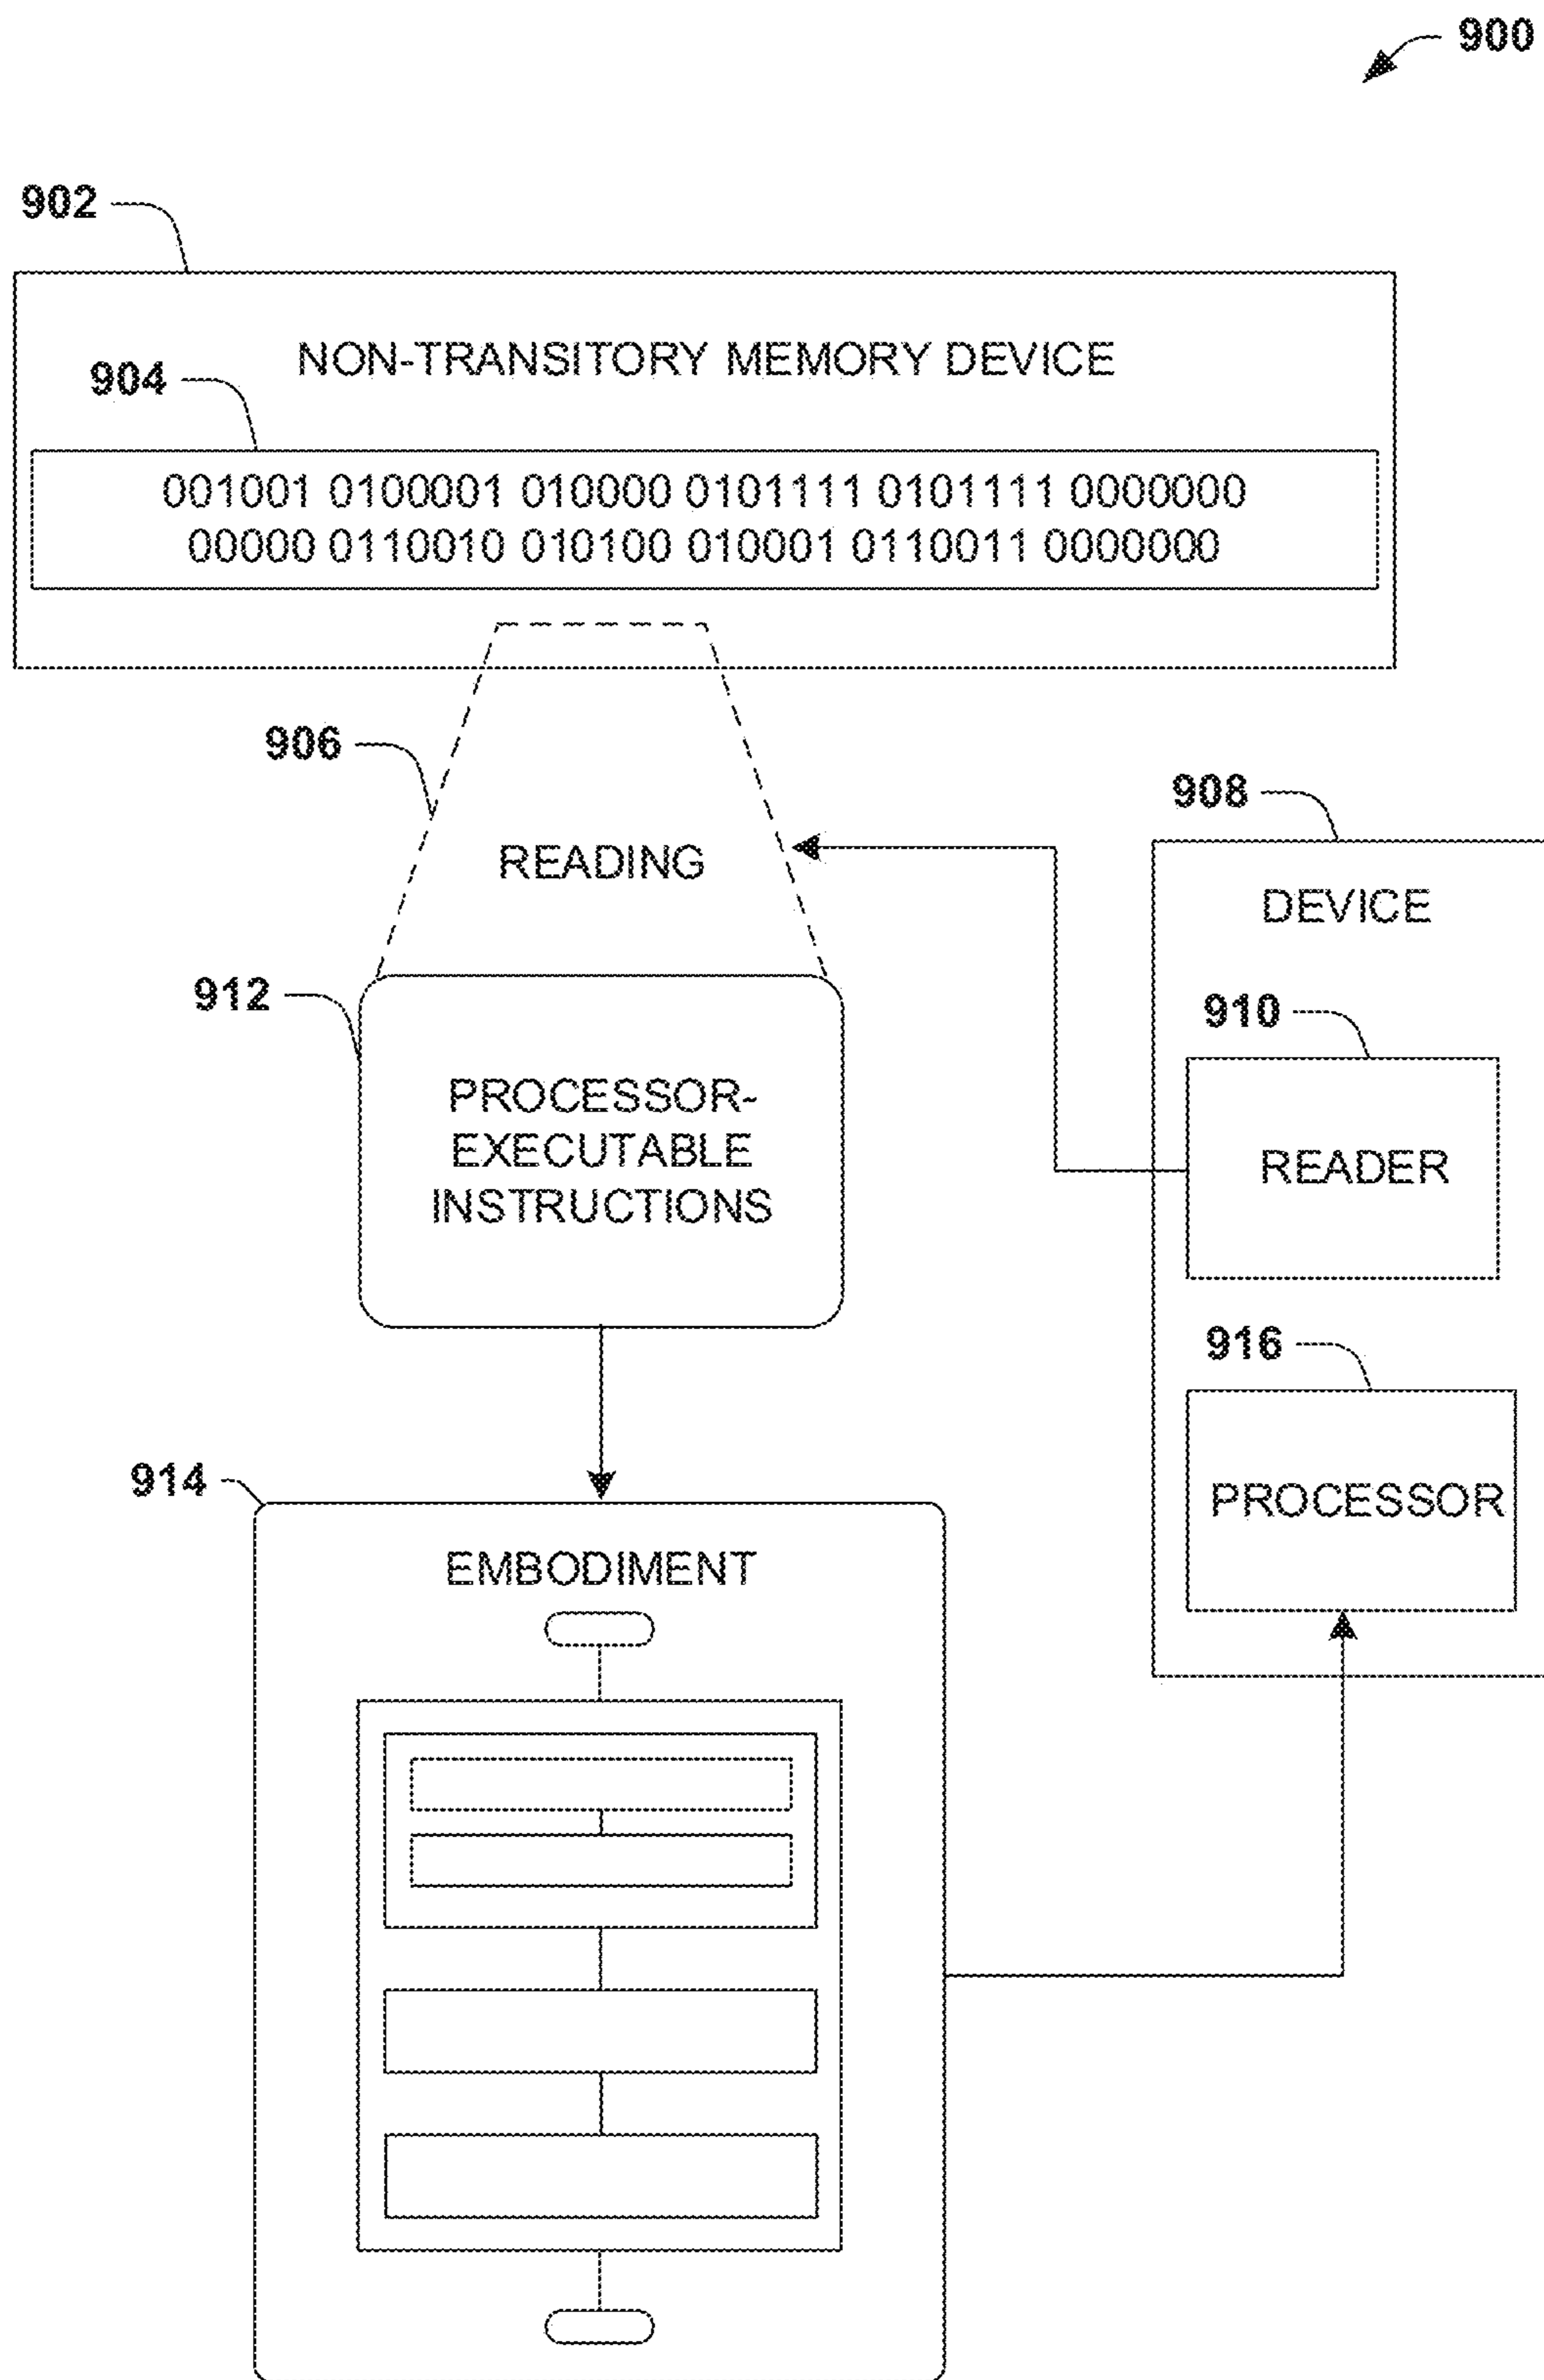 900
902
NON-TRANSITORY MEMORY DEVICE
904
001001 0100001 010000 0101111 0101111 0000000
00000 0110010 010100 010001 0110011 0000000
906
READING
908
DEVICE
910
READER
912
PROCESSOR-
EXECUTABLE
INSTRUCTIONS
916
PROCESSOR
914
EMBODIMENT